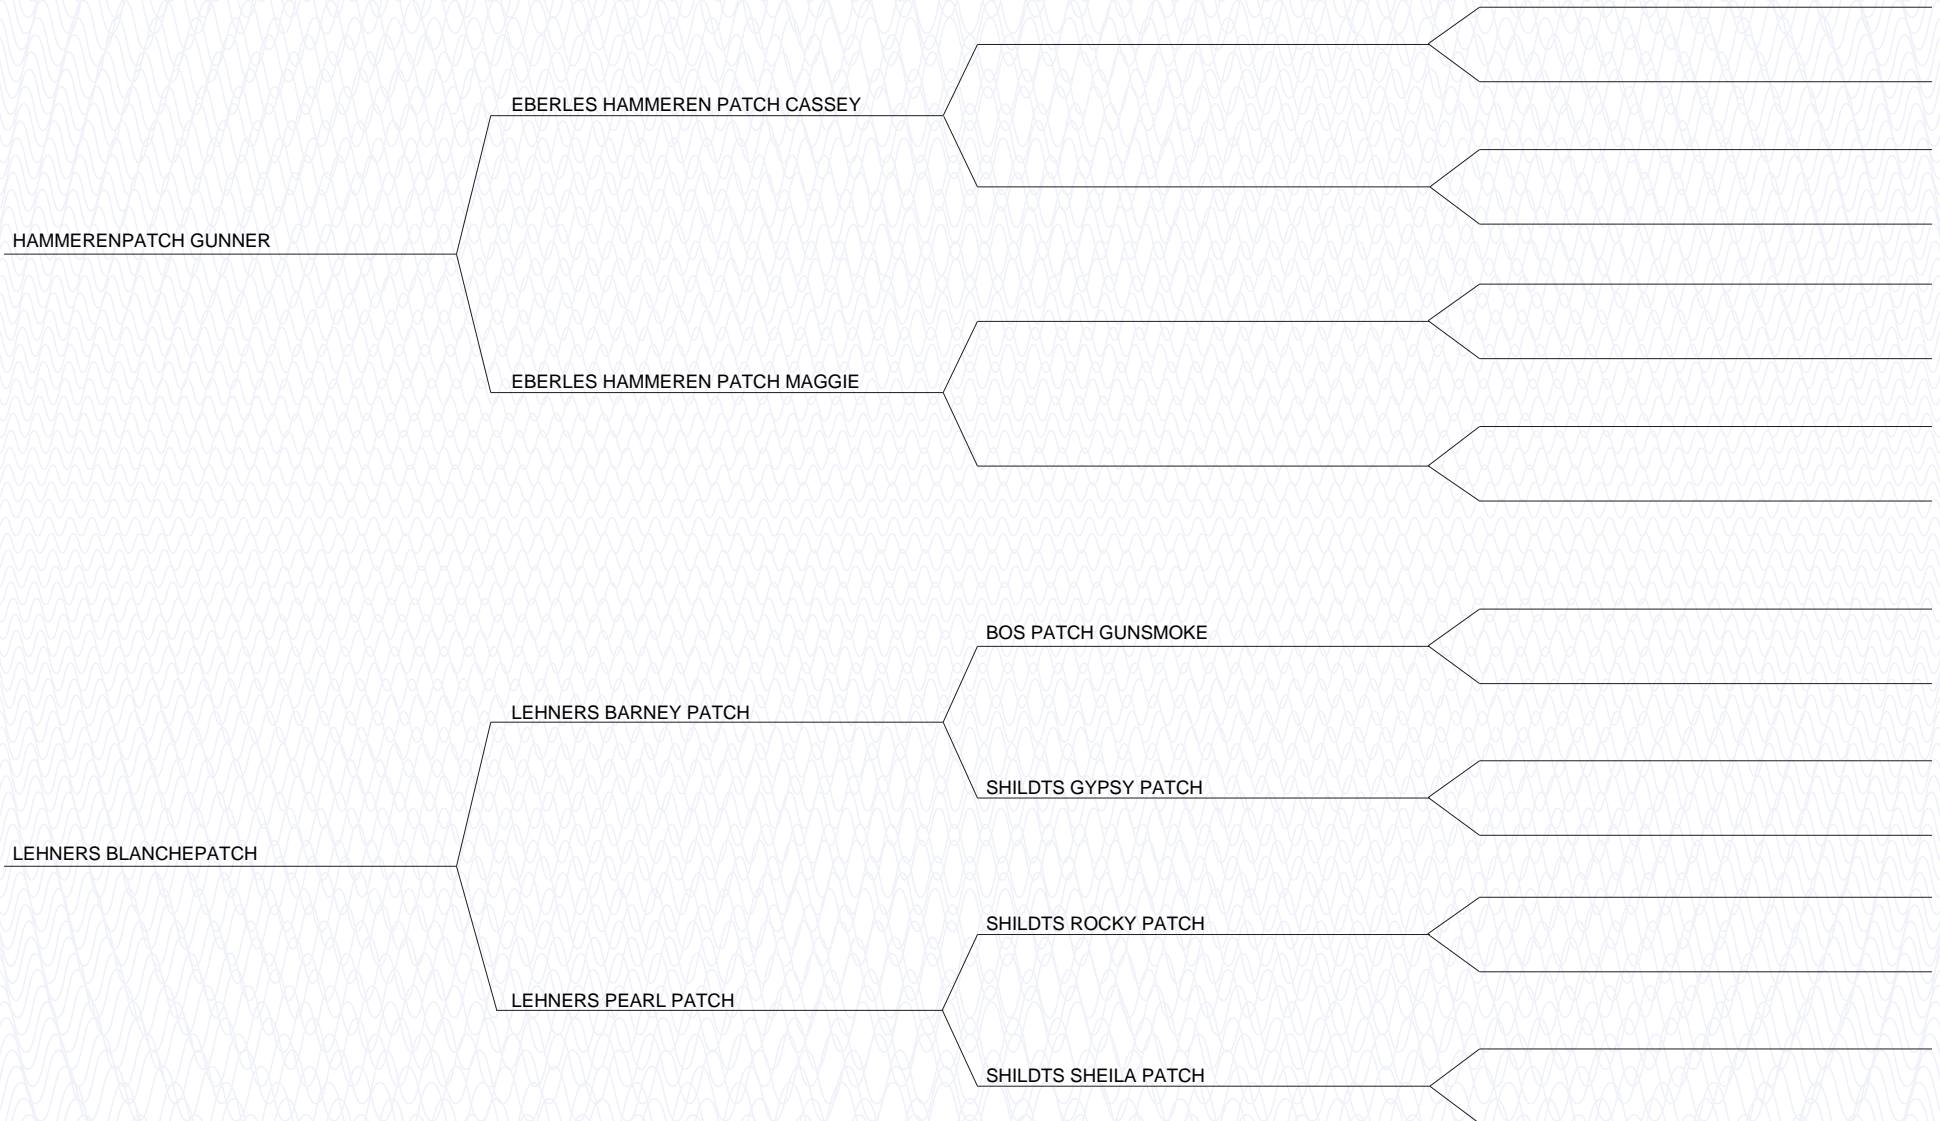 EBERLES HAMMEREN PATCH CASSEY
HAMMERENPATCH GUNNER
EBERLES HAMMEREN PATCH MAGGIE
BOS PATCH GUNSMOKE
LEHNERS BARNEY PATCH
SHILDTS GYPSY PATCH
LEHNERS BLANCHEPATCH
SHILDTS ROCKY PATCH
LEHNERS PEARL PATCH
SHILDTS SHEILA PATCH